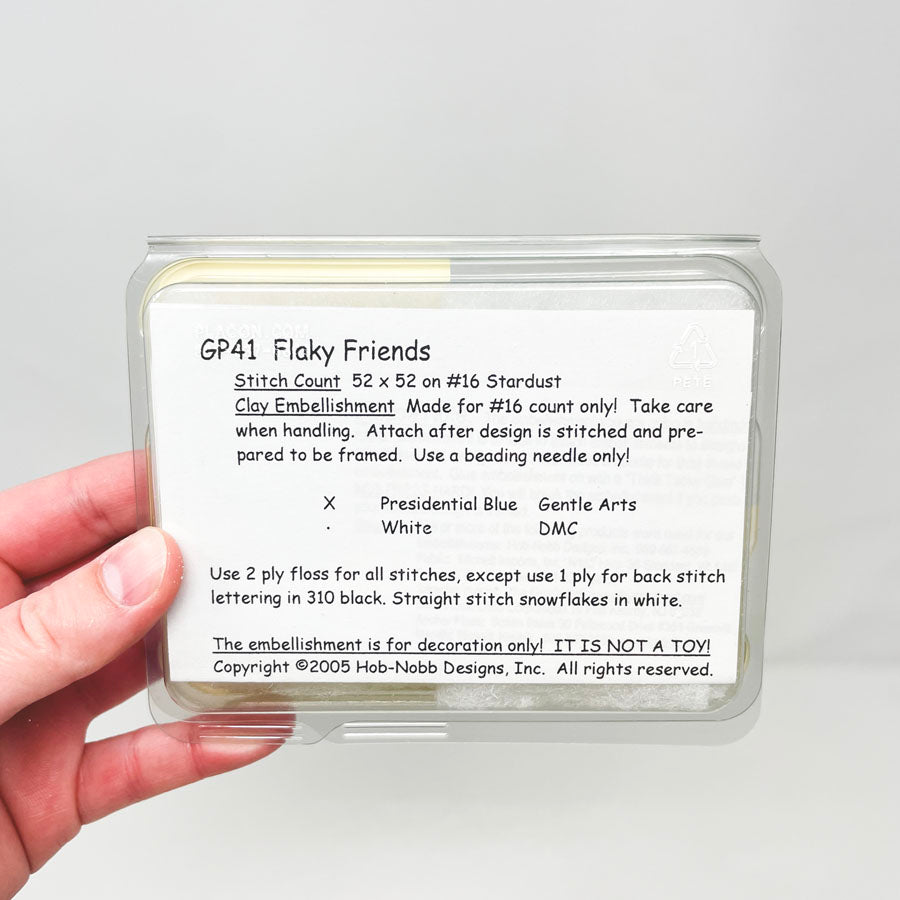 PLAGON.COM
PETE
GP41 Flaky Friends
Stitch Count 52 x 52 on #16 Stardust
Clay Embellishment Made for #16 count only! Take care
when handling. Attach after design is stitched and pre-
pared to be framed. Use a beading needle only!
X Presidential Blue Gentle Arts
· White DMC
Use 2 ply floss for all stitches, except use 1 ply for back stitch
lettering in 310 black. Straight stitch snowflakes in white.
The embellishment is for decoration only! IT IS NOT A TOY!
Copyright ©2005 Hob-Nobb Designs, Inc. All rights reserved.